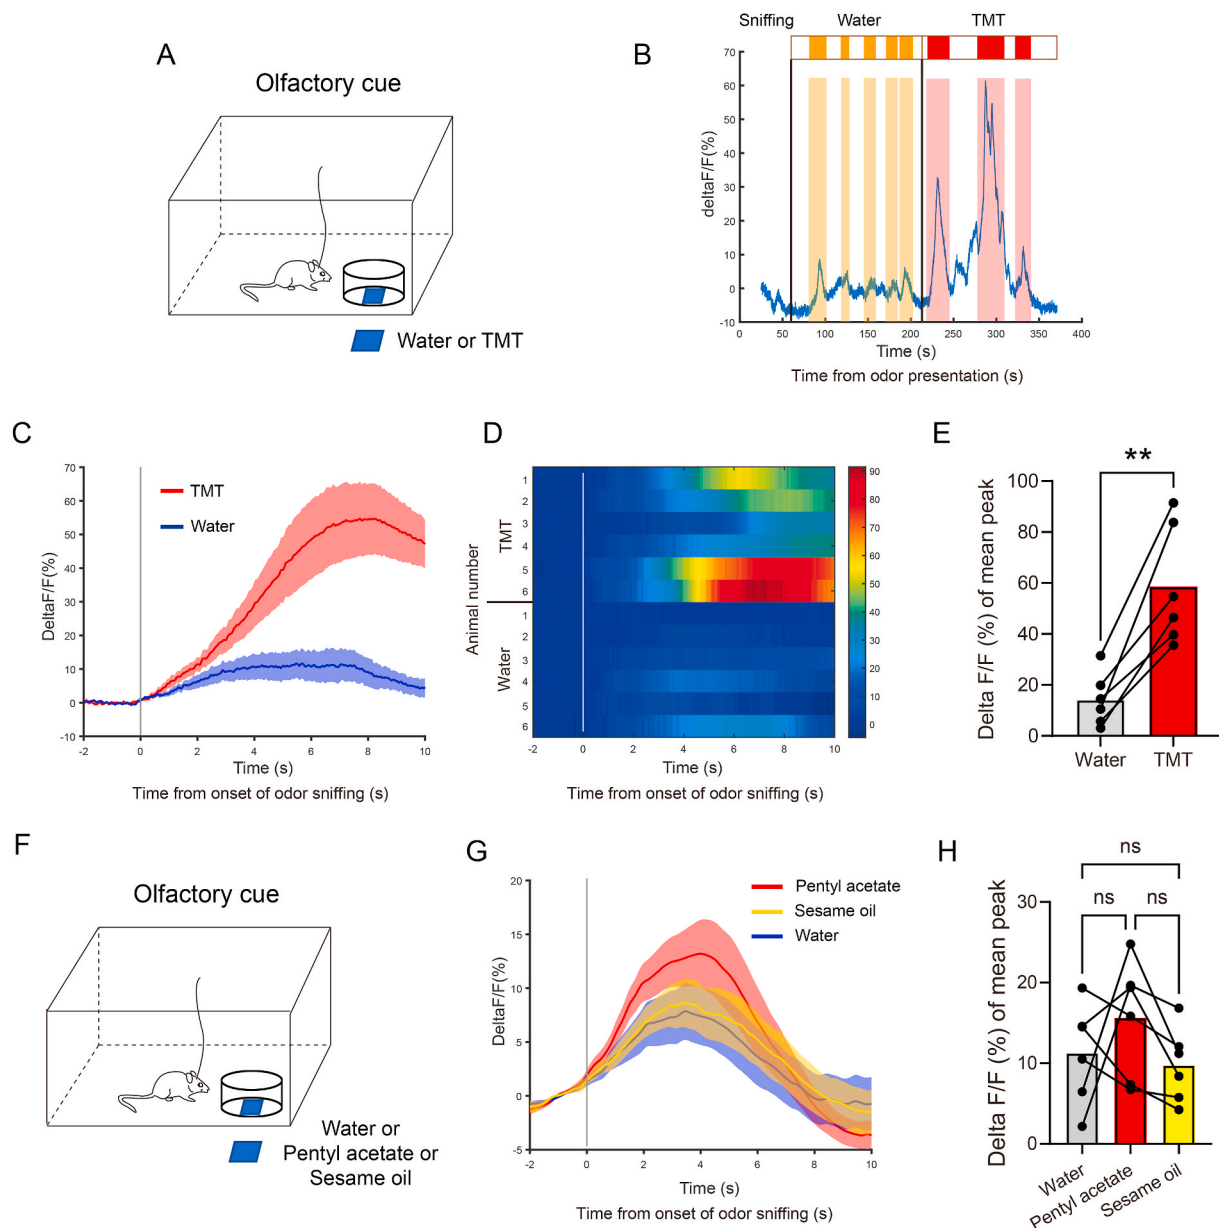 A
Olfactory cue
Water or TMT
B
Sniffing Water TMT
deltaF/F(%)
70
60
50
40
30
20
10
0
-10
0 50 100 150 200 250 300 350 400
Time (s)
Time from odor presentation (s)
C
DeltaF/F(%)
70
60
50
40
30
20
10
0
-10
TMT
Water
-2 0 2 4 6 8 10
Time (s)
Time from onset of odor sniffing (s)
D
Animal number
TMT
Water
1
2
3
4
5
6
1
2
3
4
5
6
-2 0 2 4 6 8 10
Time (s)
Time from onset of odor sniffing (s)
90
80
70
60
50
40
30
20
10
0
E
**
Delta F/F (%) of mean peak
100
80
60
40
20
0
Water TMT
F
Olfactory cue
Water or
Pentyl acetate or
Sesame oil
G
DeltaF/F(%)
20
15
10
5
0
-5
Pentyl acetate
Sesame oil
Water
-2 0 2 4 6 8 10
Time (s)
Time from onset of odor sniffing (s)
H
ns
ns ns
Delta F/F (%) of mean peak
30
20
10
0
Water
Pentyl acetate
Sesame oil